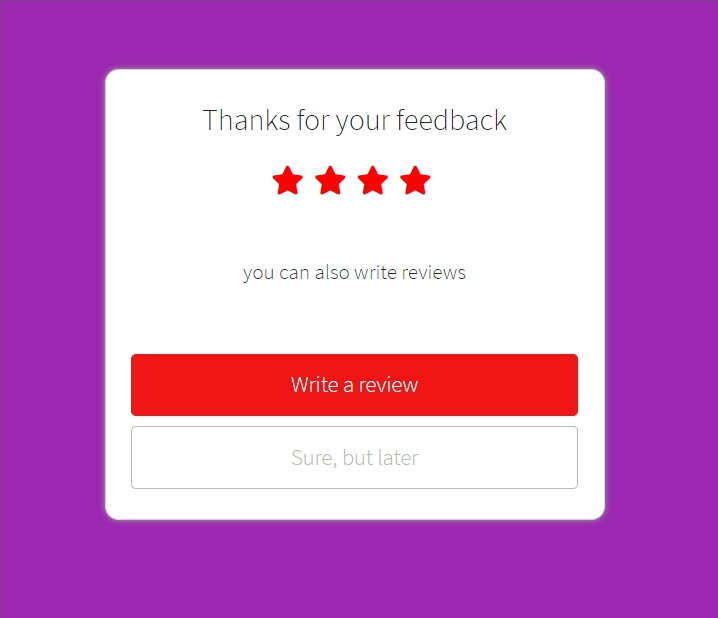 Thanks for your feedback
you can also write reviews
Write a review
Sure, but later